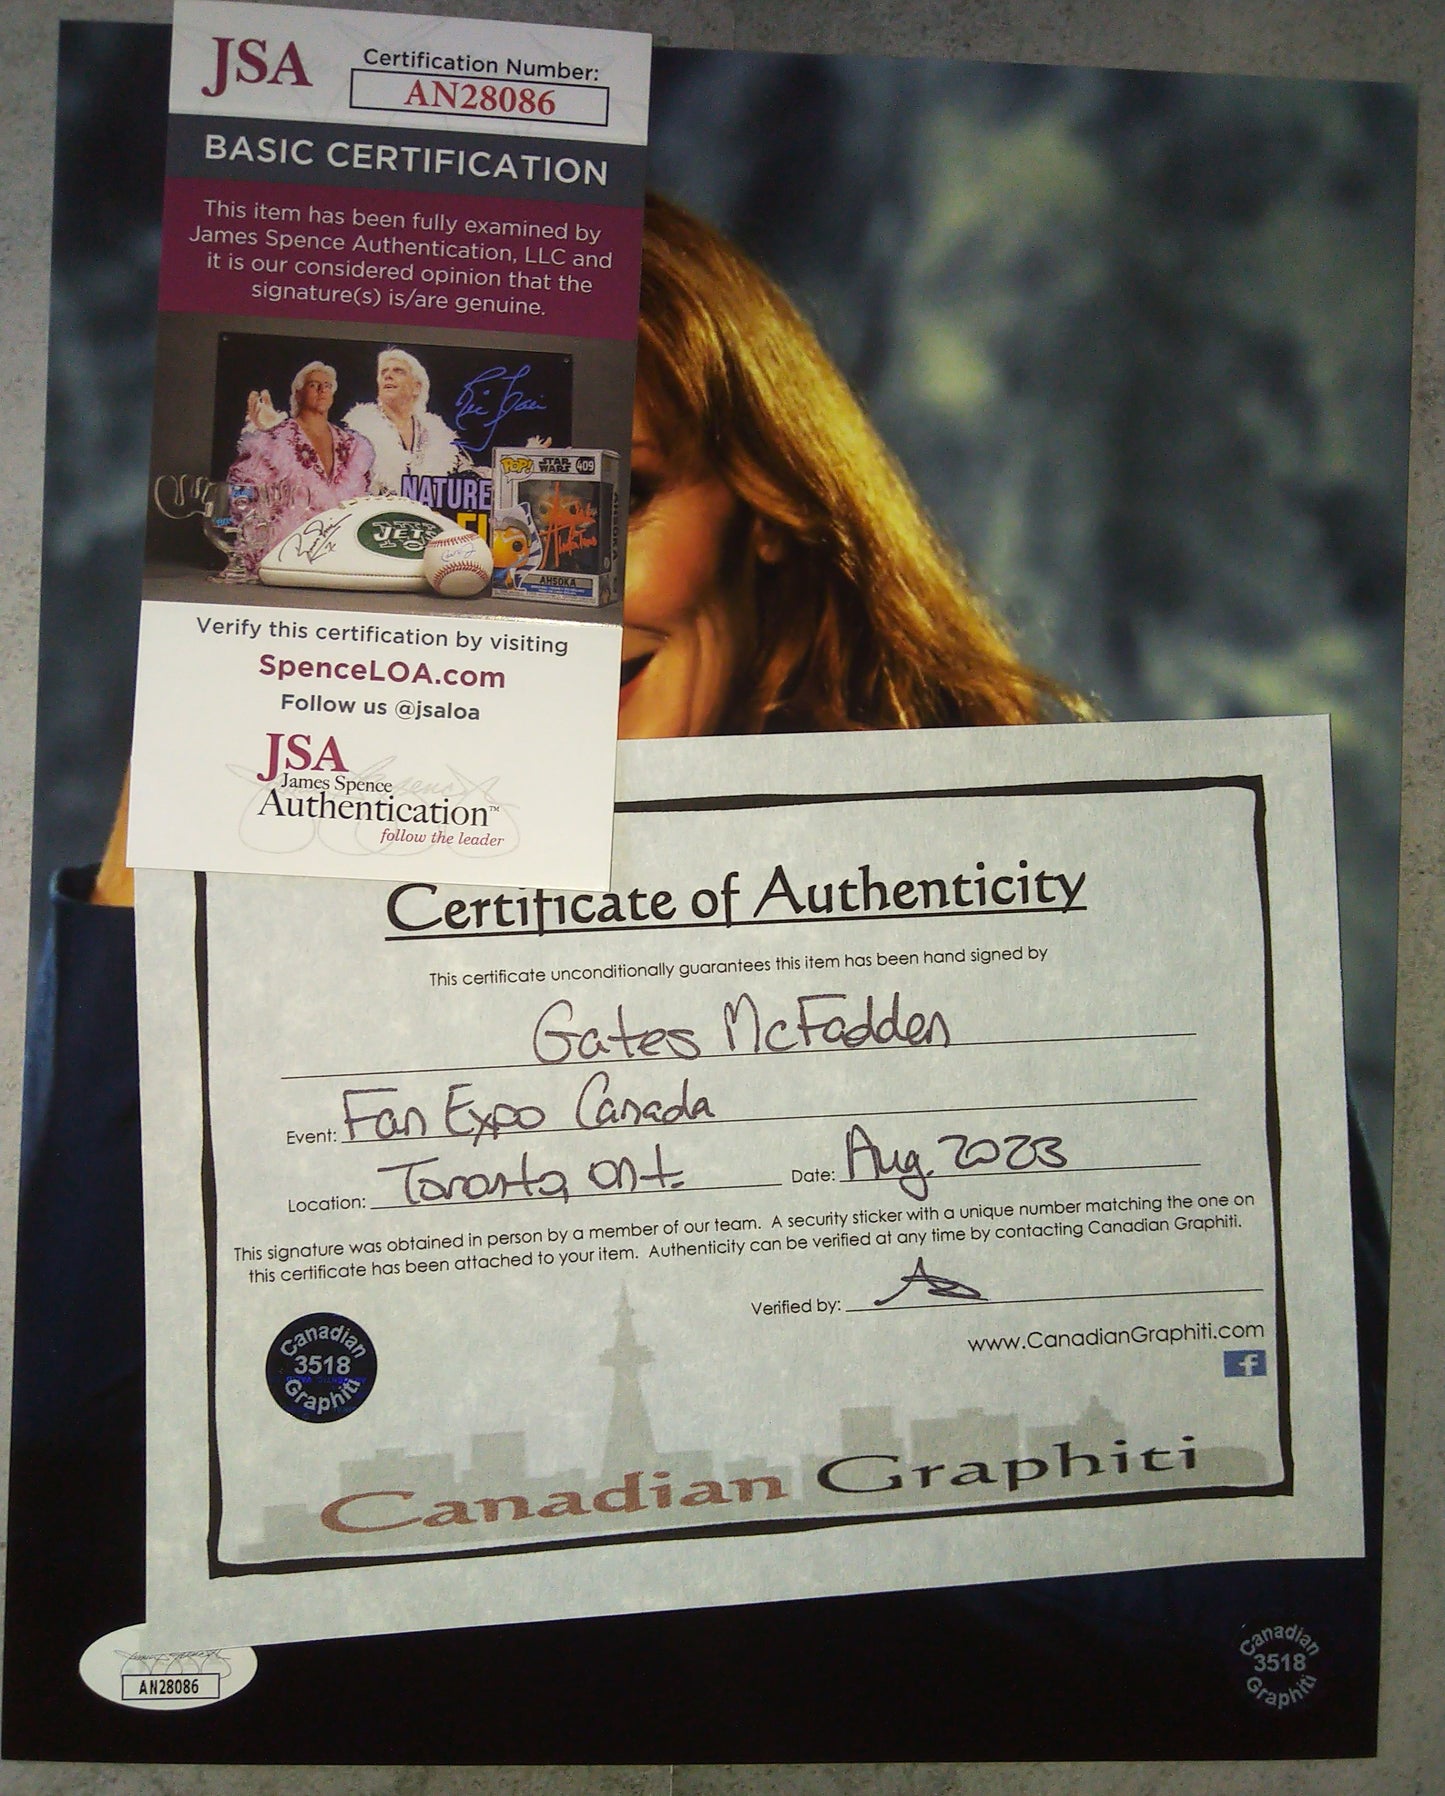 JSA
Certification Number:
AN28086
BASIC CERTIFICATION
This item has been fully examined by
James Spence Authentication, LLC and
it is our considered opinion that the
signature(s) is/are genuine.
NATURE
POP! STAR WARS 409
JETS
AHSOKA
Verify this certification by visiting
SpenceLOA.com
Follow us @jsaloa
JSA
James Spence
Authentication™
follow the leader
Certificate of Authenticity
This certificate unconditionally guarantees this item has been hand signed by
Gates McFadden
Event: Fan Expo Canada
Location: Toronto, Ont. Date: Aug. 2023
This signature was obtained in person by a member of our team. A security sticker with a unique number matching the one on
this certificate has been attached to your item. Authenticity can be verified at any time by contacting Canadian Graphiti.
Verified by:
www.CanadianGraphiti.com
f
Canadian
3518
Graphiti
Canadian Graphiti
AN28086
Canadian
3518
Graphiti